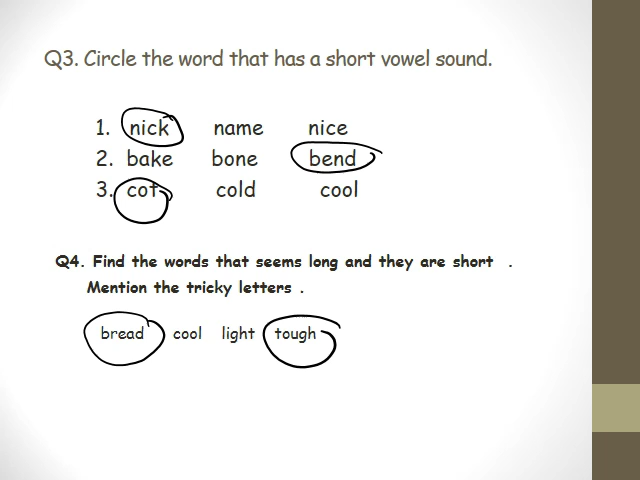 Q3. Circle the word that has a short vowel sound.
1. nick name nice
2. bake bone bend
3. cot cold cool
Q4. Find the words that seems long and they are short .
Mention the tricky letters .
bread cool light tough